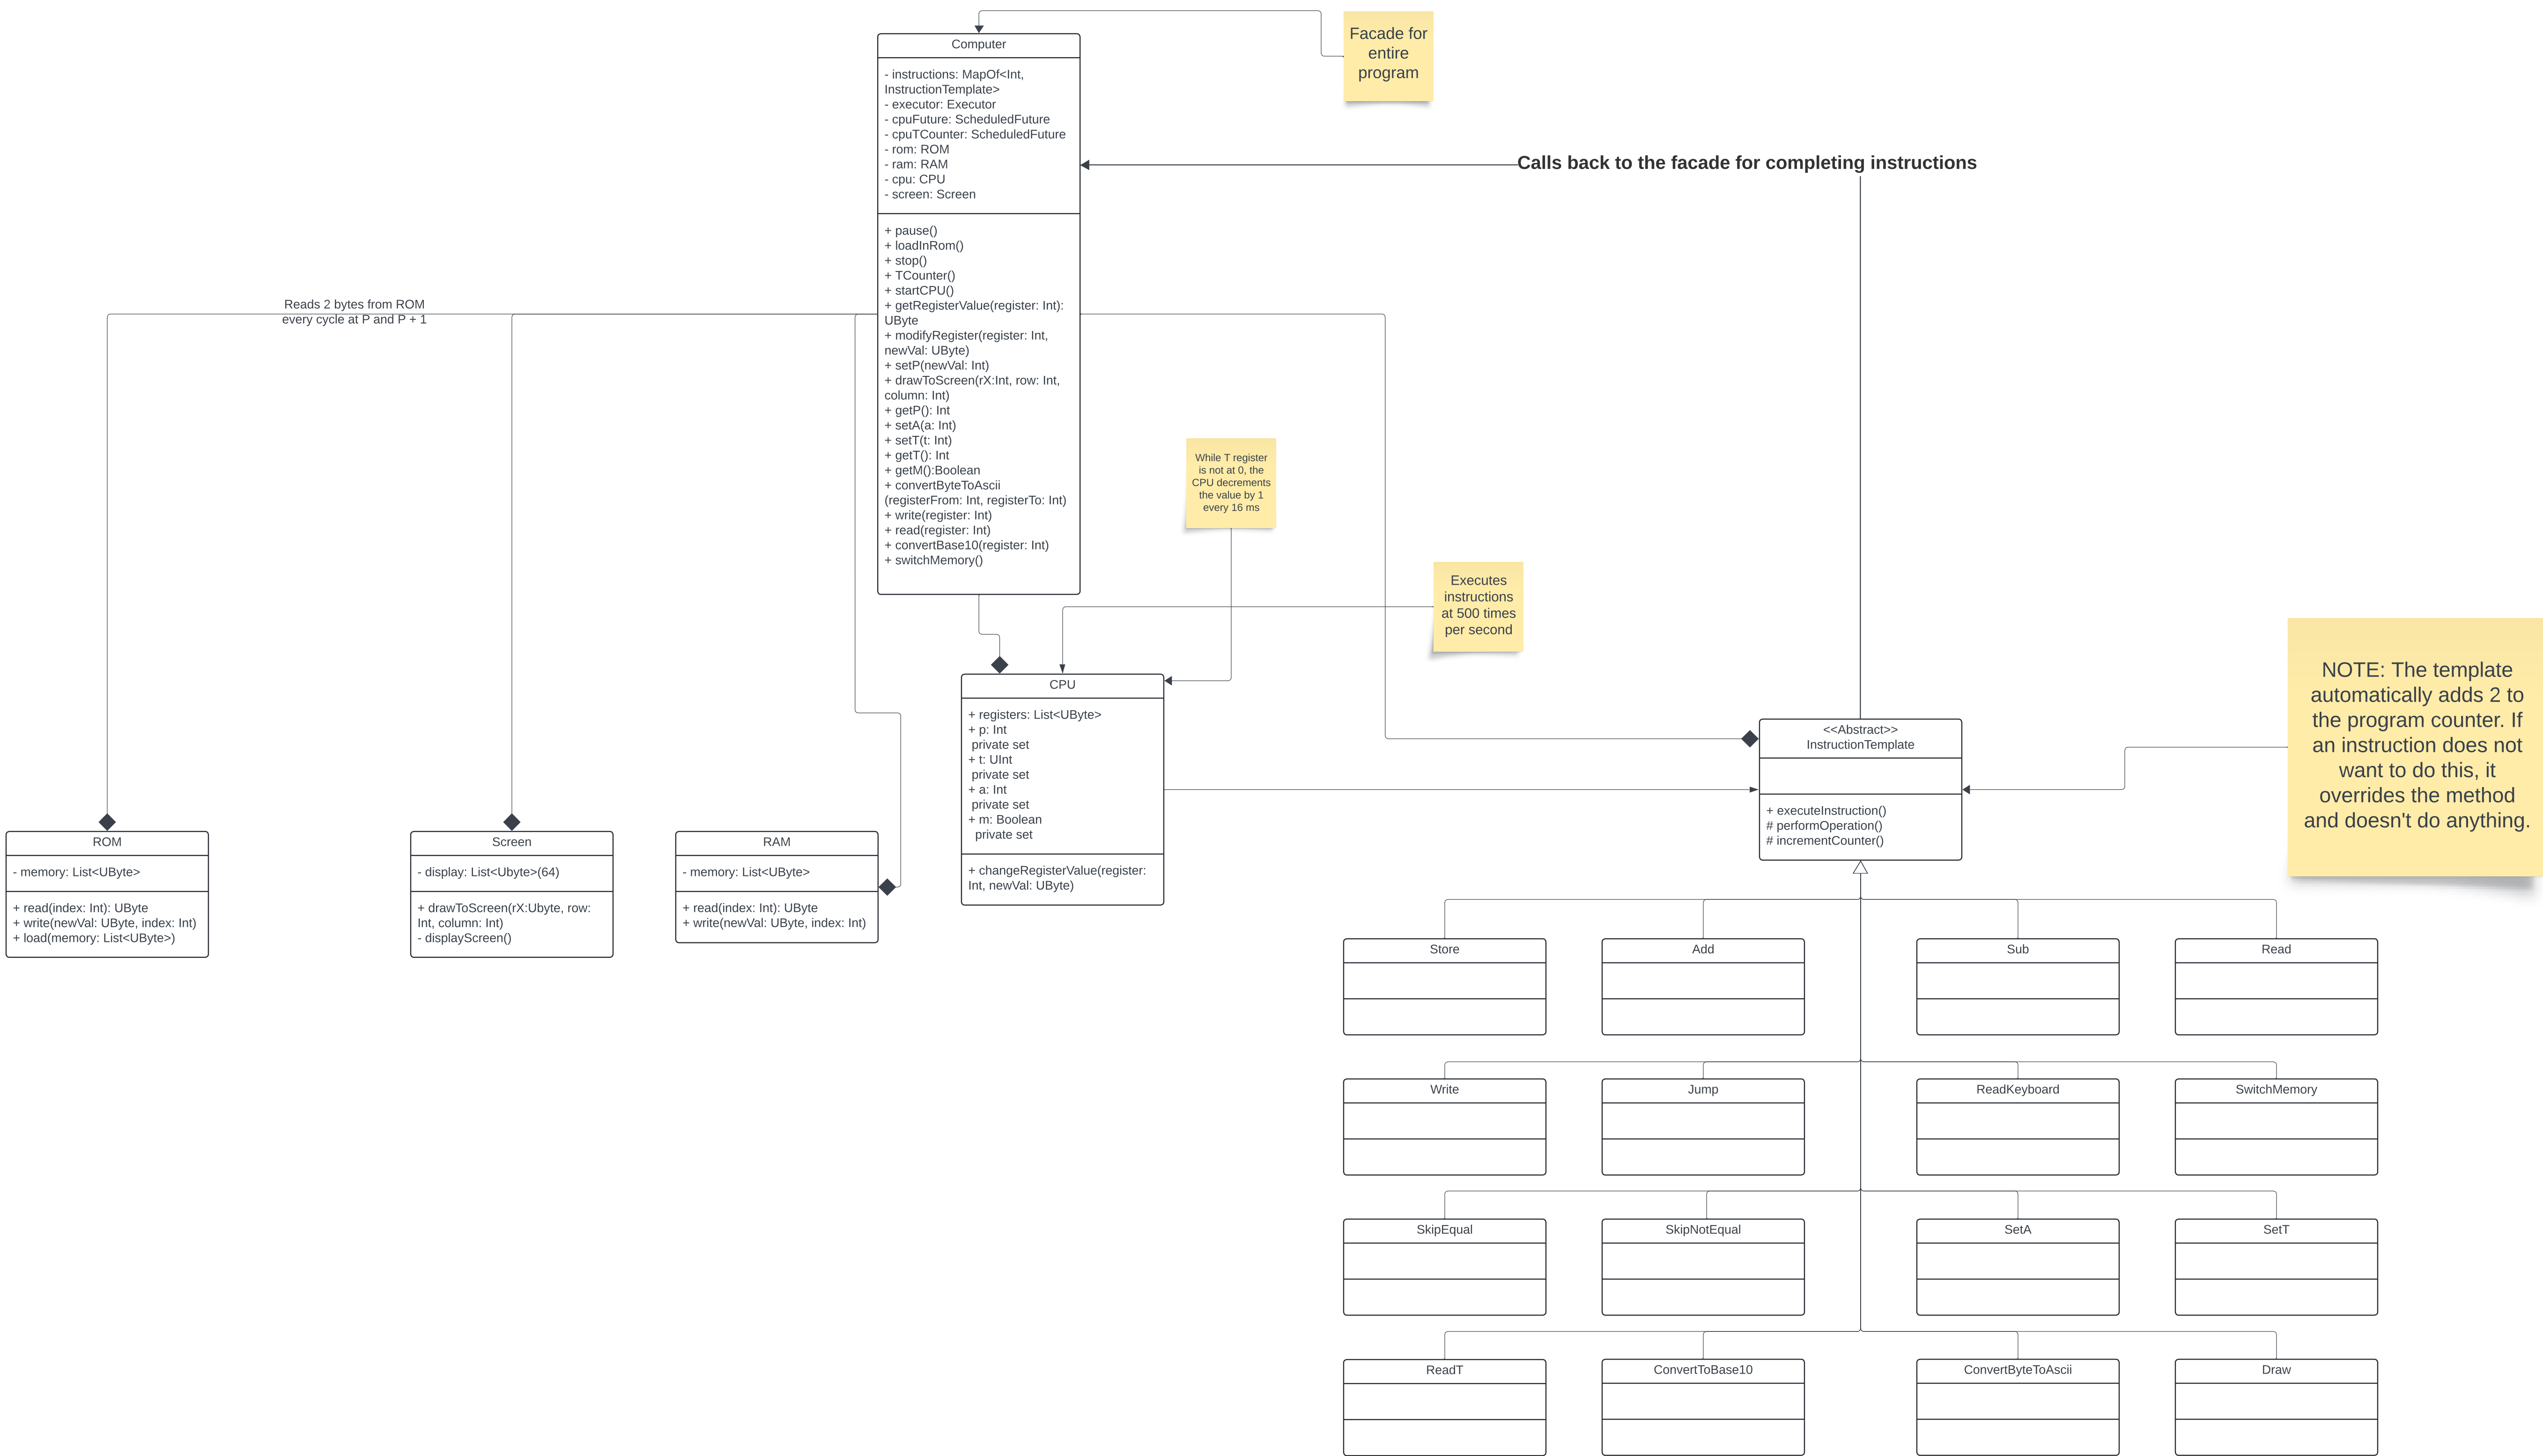 Facade for
entire
program
Computer
- instructions: MapOf<Int,
InstructionTemplate>
- executor: Executor
- cpuFuture: ScheduledFuture
- cpuTCounter: ScheduledFuture
- rom: ROM
- ram: RAM
- cpu: CPU
- screen: Screen
+ pause()
+ loadInRom()
+ stop()
+ TCounter()
+ startCPU()
+ getRegisterValue(register: Int):
UByte
+ modifyRegister(register: Int,
newVal: UByte)
+ setP(newVal: Int)
+ drawToScreen(rX:Int, row: Int,
column: Int)
+ getP(): Int
+ setA(a: Int)
+ setT(t: Int)
+ getT(): Int
+ getM():Boolean
+ convertByteToAscii
(registerFrom: Int, registerTo: Int)
+ write(register: Int)
+ read(register: Int)
+ convertBase10(register: Int)
+ switchMemory()
Calls back to the facade for completing instructions
Reads 2 bytes from ROM
every cycle at P and P + 1
While T register
is not at 0, the
CPU decrements
the value by 1
every 16 ms
Executes
instructions
at 500 times
per second
NOTE: The template
automatically adds 2 to
the program counter. If
an instruction does not
want to do this, it
overrides the method
and doesn't do anything.
CPU
+ registers: List<UByte>
+ p: Int
private set
+ t: UInt
private set
+ a: Int
private set
+ m: Boolean
private set
+ changeRegisterValue(register:
Int, newVal: UByte)
<<Abstract>>
InstructionTemplate
+ executeInstruction()
# performOperation()
# incrementCounter()
ROM
- memory: List<UByte>
+ read(index: Int): UByte
+ write(newVal: UByte, index: Int)
+ load(memory: List<UByte>)
Screen
- display: List<Ubyte>(64)
+ drawToScreen(rX:Ubyte, row:
Int, column: Int)
- displayScreen()
RAM
- memory: List<UByte>
+ read(index: Int): UByte
+ write(newVal: UByte, index: Int)
Store
Add
Sub
Read
Write
Jump
ReadKeyboard
SwitchMemory
SkipEqual
SkipNotEqual
SetA
SetT
ReadT
ConvertToBase10
ConvertByteToAscii
Draw